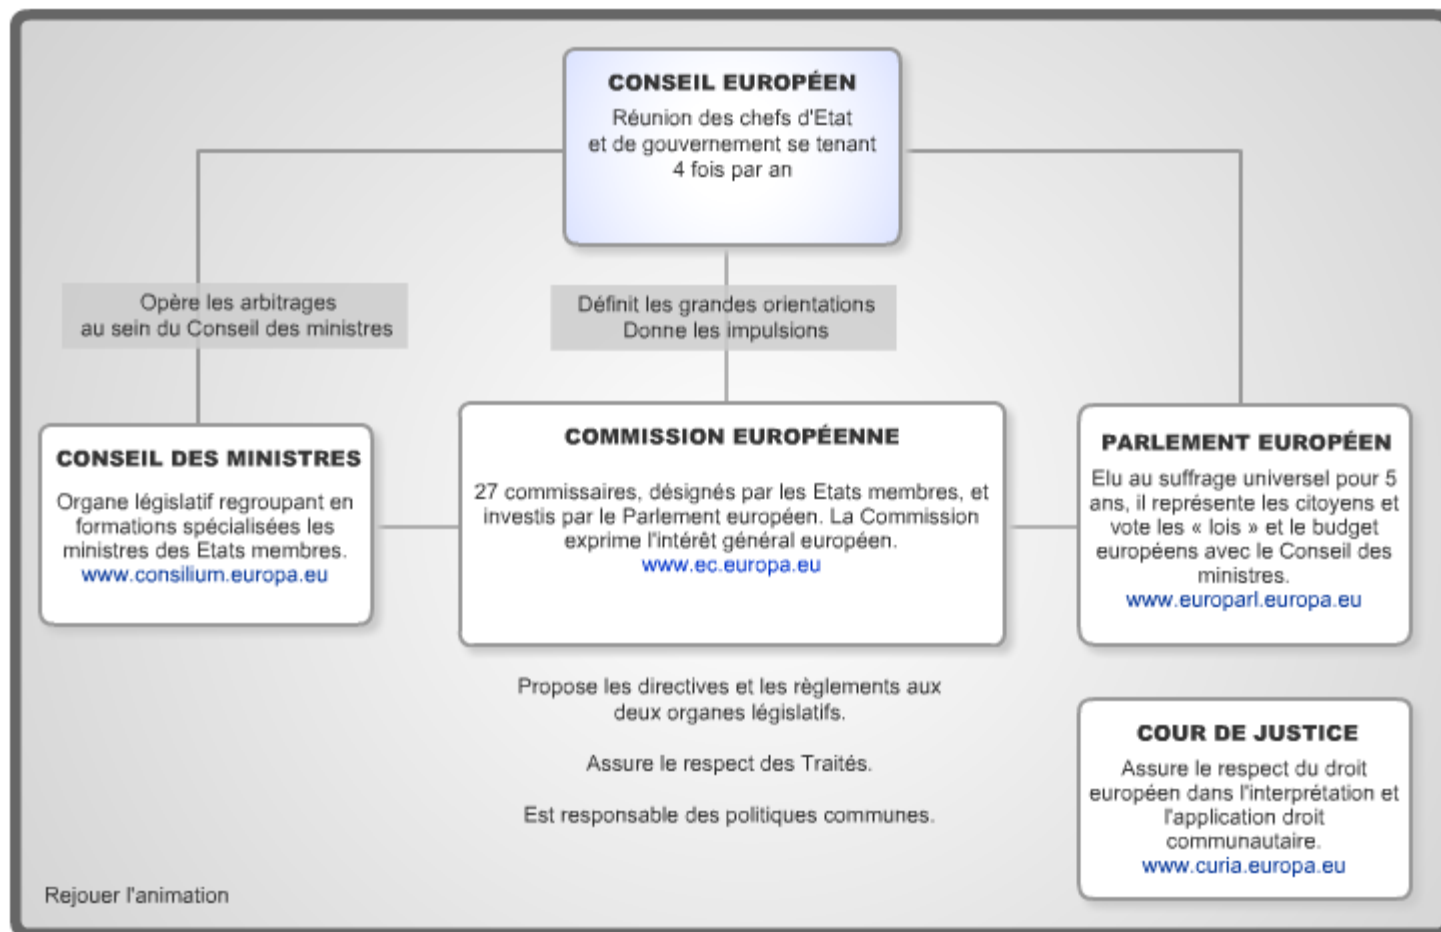 CONSEIL EUROPÉEN
Réunion des chefs d'Etat
et de gouvernement se tenant
4 fois par an
Opère les arbitrages
au sein du Conseil des ministres
Définit les grandes orientations
Donne les impulsions
CONSEIL DES MINISTRES
Organe législatif regroupant en
formations spécialisées les
ministres des Etats membres.
www.consilium.europa.eu
COMMISSION EUROPÉENNE
27 commissaires, désignés par les Etats membres, et
investis par le Parlement européen. La Commission
exprime l'intérêt général européen.
www.ec.europa.eu
PARLEMENT EUROPÉEN
Elu au suffrage universel pour 5
ans, il représente les citoyens et
vote les « lois » et le budget
européens avec le Conseil des
ministres.
www.europarl.europa.eu
Propose les directives et les règlements aux
deux organes législatifs.
Assure le respect des Traités.
Est responsable des politiques communes.
COUR DE JUSTICE
Assure le respect du droit
européen dans l'interprétation et
l'application droit
communautaire.
www.curia.europa.eu
Rejouer l'animation